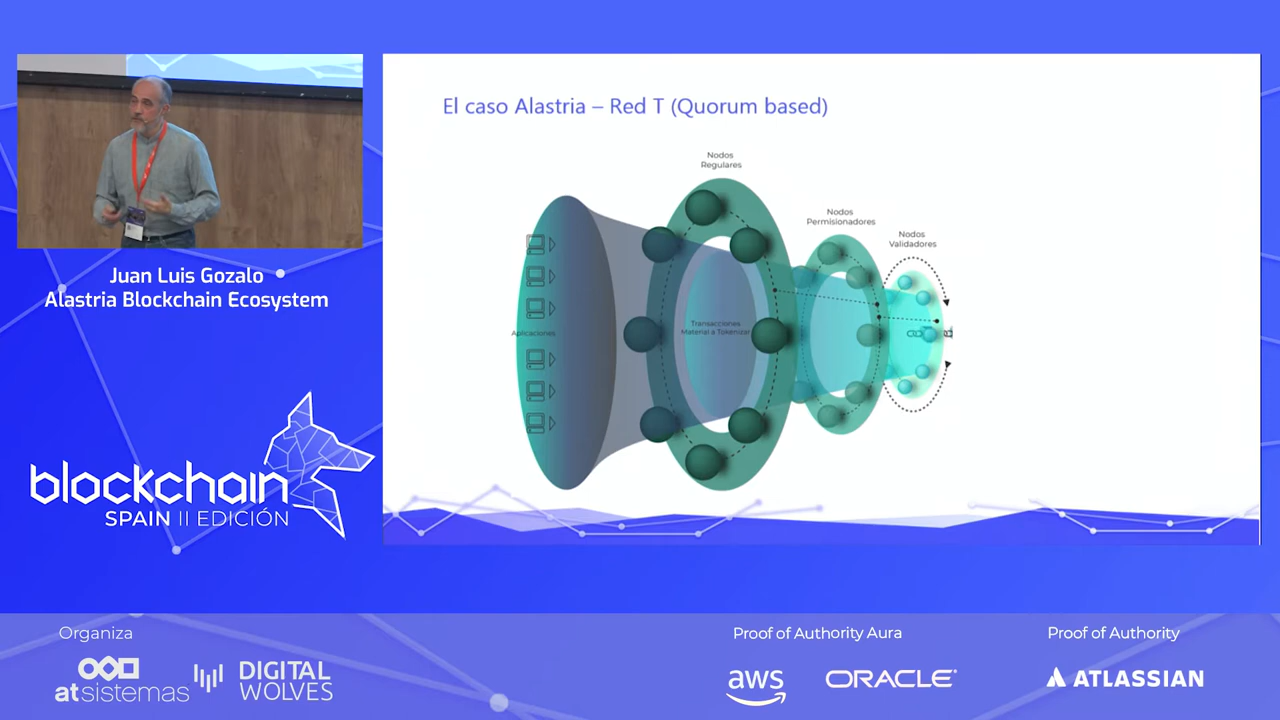 El caso Alastria – Red T (Quorum based)
Nodos
Regulares
Nodos
Permisionadores
Nodos
Validadores
Aplicaciones
Transacciones
Material a Tokenizar
Juan Luis Gozalo
Alastria Blockchain Ecosystem
blockchain
SPAIN II EDICIÓN
Organiza
atsistemas
DIGITAL
WOLVES
Proof of Authority Aura
aws
ORACLE
Proof of Authority
ATLASSIAN